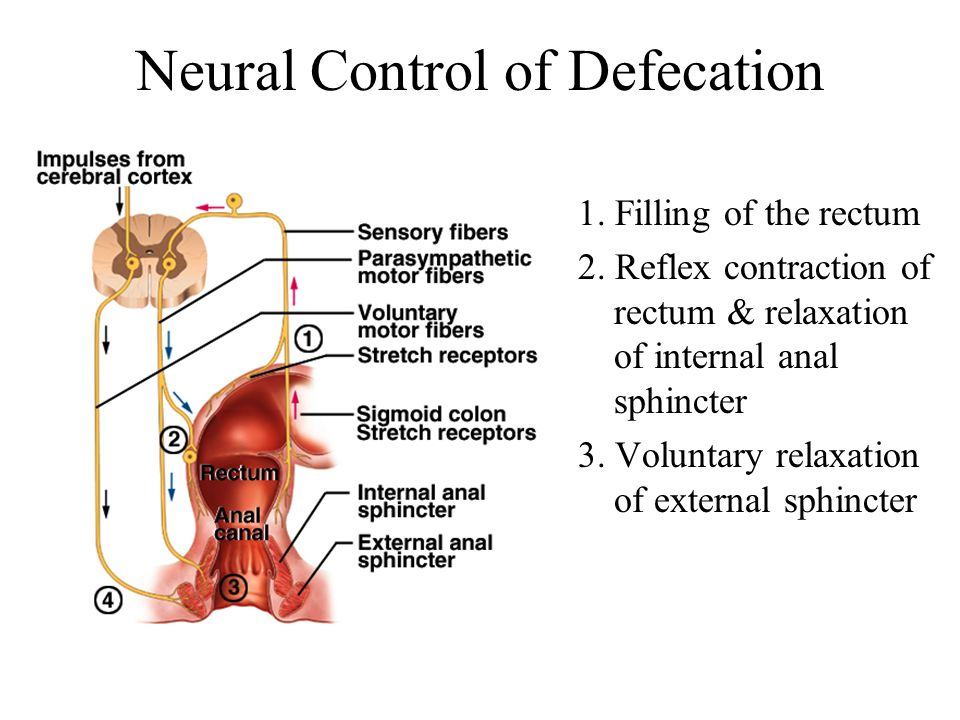 Neural Control of Defecation
Impulses from
cerebral cortex
Sensory fibers
Parasympathetic
motor fibers
Voluntary
motor fibers
1
Stretch receptors
Sigmoid colon
Stretch receptors
2
Rectum
Internal anal
sphincter
Anal
canal
External anal
sphincter
3
4
1. Filling of the rectum
2. Reflex contraction of
rectum & relaxation
of internal anal
sphincter
3. Voluntary relaxation
of external sphincter